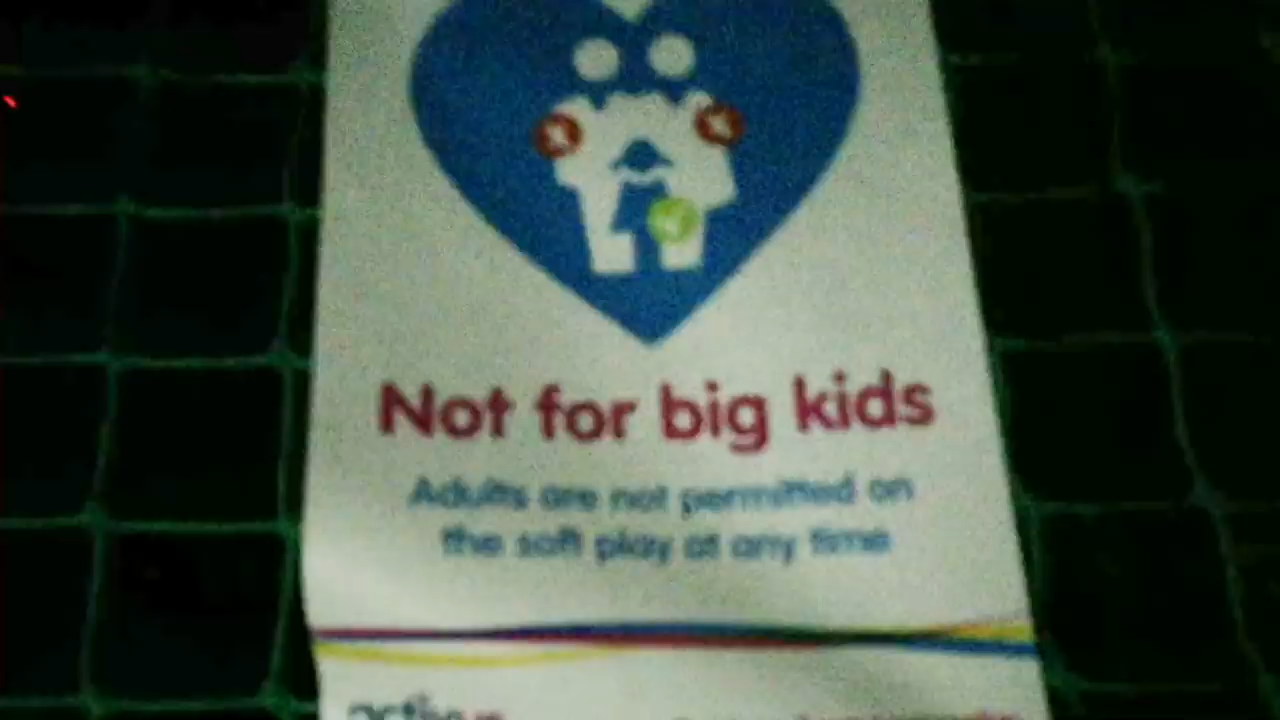 Not for big kids
Adults are not permitted on
the soft play at any time